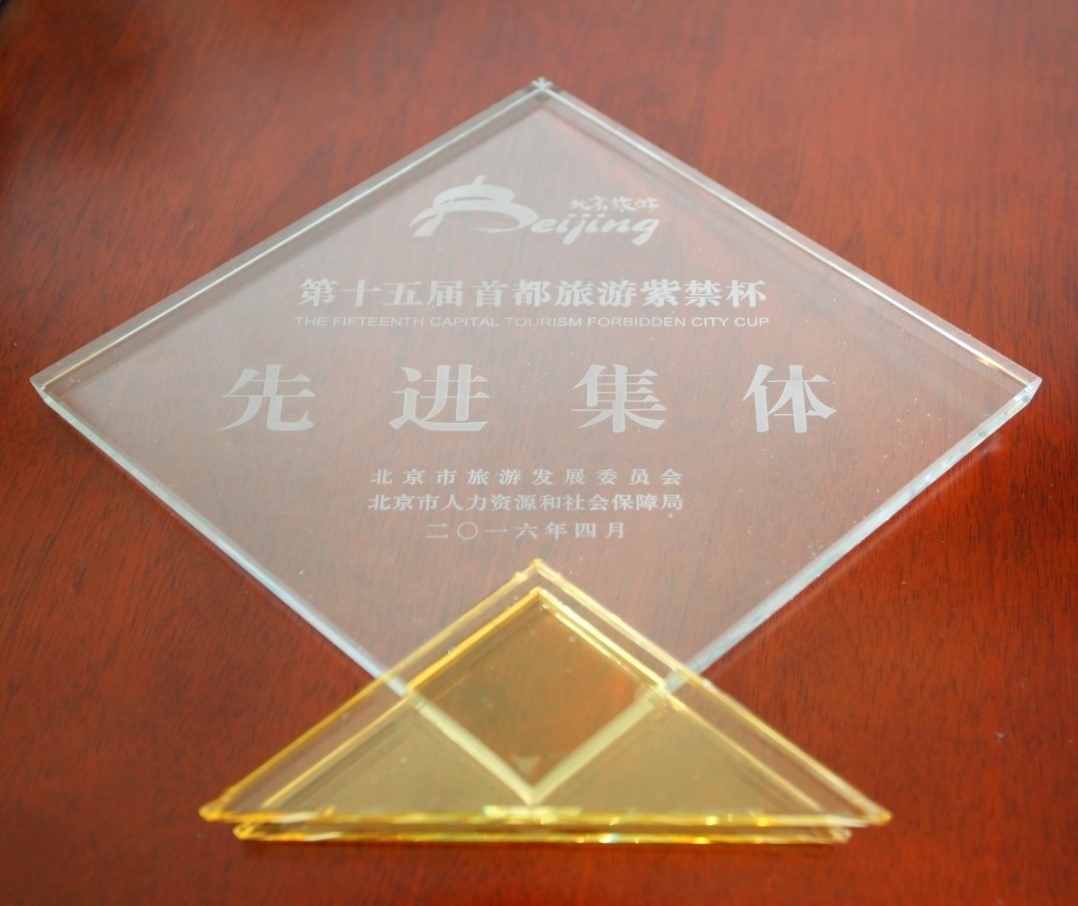 北京旅游
Beijing
第十五届首都旅游紫禁杯
THE FIFTEENTH CAPITAL TOURISM FORBIDDEN CITY CUP
先进集体
北京市旅游发展委员会
北京市人力资源和社会保障局
二〇一六年四月